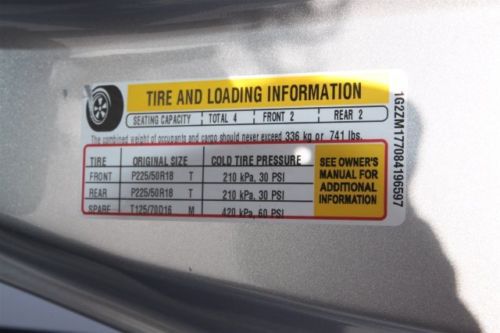 TIRE AND LOADING INFORMATION
SEATING CAPACITY TOTAL 4 FRONT 2 REAR 2
The combined weight of occupants and cargo should never exceed 336 kg or 741 lbs.
TIRE ORIGINAL SIZE COLD TIRE PRESSURE
FRONT P225/50R18 T 210 kPa, 30 PSI
REAR P225/50R18 T 210 kPa, 30 PSI
SPARE T125/70D16 M 420 kPa, 60 PSI
SEE OWNER'S
MANUAL FOR
ADDITIONAL
INFORMATION
1G2ZM177084196597